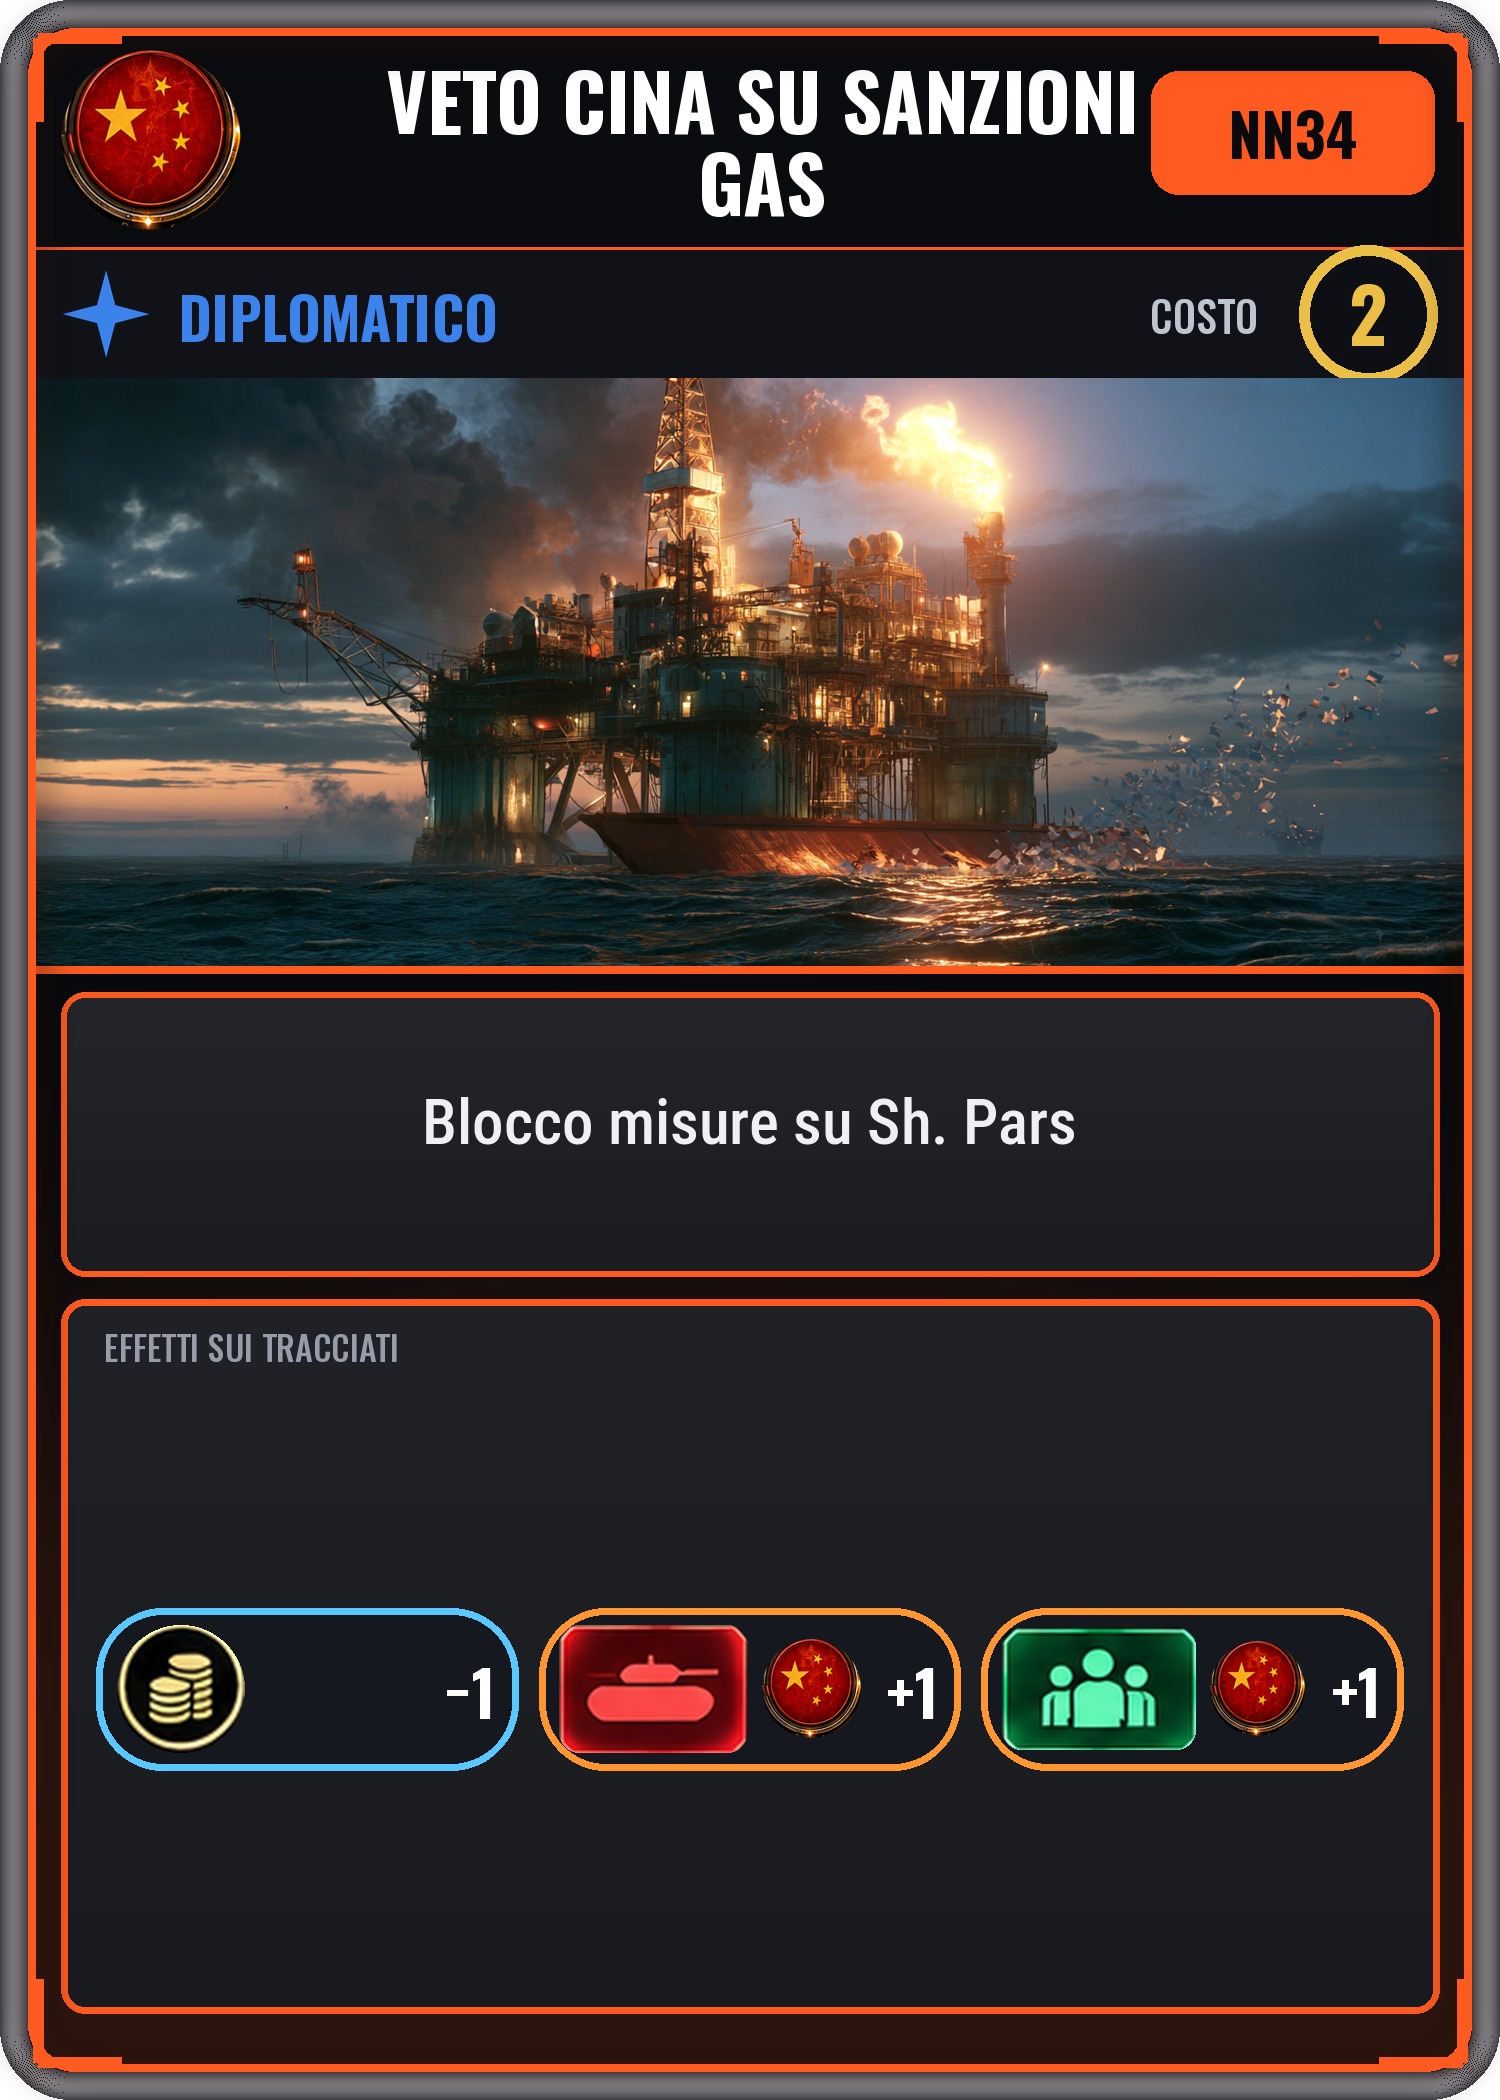 VETO CINA SU SANZIONI
GAS
NN34
DIPLOMATICO
COSTO
2
Blocco misure su Sh. Pars
EFFETTI SUI TRACCIATI
-1
+1
+1